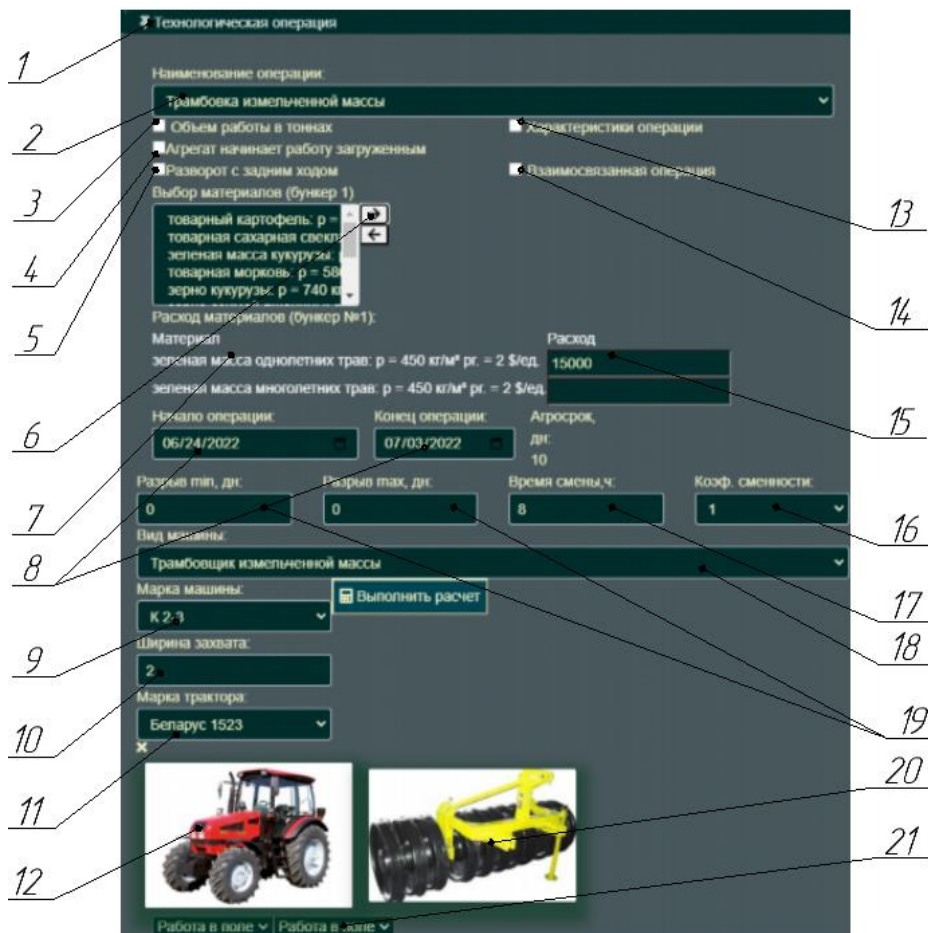 Технологическая операция
1
Наименование операции:
Трамбовка измельченной массы
2
Объем работы в тоннах
Характеристики операции
Агрегат начинает работу загруженным
3
Разворот с задним ходом
Взаимосвязанная операция
13
Выбор материалов (бункер 1)
4
товарный картофель: p =
товарная сахарная свекл
зеленая масса кукурузы:
товарная морковь: p = 58
зерно кукурузы: p = 740 кг
14
5
Расход материалов (бункер №1):
Материал
Расход
зеленая масса однолетних трав: p = 450 кг/м³ pr. = 2 $/ед.
15000
зеленая масса многолетних трав: p = 450 кг/м³ pr. = 2 $/ед.
15
6
Начало операции:
Конец операции:
Агросрок,
дн:
06/24/2022
07/03/2022
10
7
Разрыв min, дн:
Разрыв max, дн:
Время смены,ч:
Коэф. сменности:
0
0
8
1
16
8
Вид машины:
Трамбовщик измельченной массы
17
Марка машины:
Выполнить расчет
К 2,3
18
9
Ширина захвата:
2
10
Марка трактора:
19
Беларус 1523
11
20
12
21
Работа в поле
Работа в поле